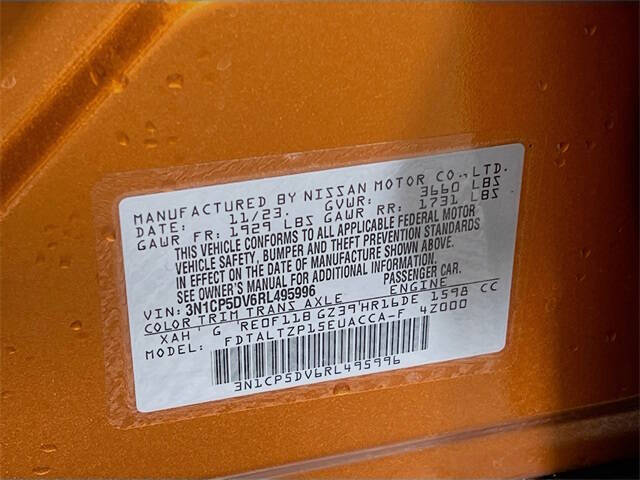 MANUFACTURED BY NISSAN MOTOR CO., LTD.
DATE: 11/23. GVWR: 3660 LBS
GAWR FR: 1929 LBS GAWR RR: 1731 LBS
THIS VEHICLE CONFORMS TO ALL APPLICABLE FEDERAL MOTOR
VEHICLE SAFETY, BUMPER AND THEFT PREVENTION STANDARDS
IN EFFECT ON THE DATE OF MANUFACTURE SHOWN ABOVE.
SEE OWNER'S MANUAL FOR ADDITIONAL INFORMATION.
VIN: 3N1CP5DV6RL495996 PASSENGER CAR.
COLOR TRIM TRANS AXLE ENGINE
XAH G RE0F11B GZ39 HR16DE 1598 CC
MODEL: FDTALTZP15EUACCA-F 4Z000
3N1CP5DV6RL495996